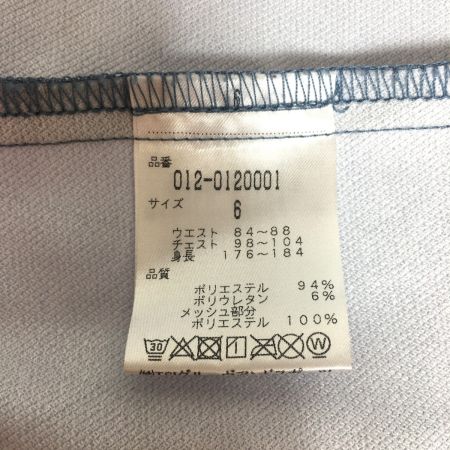 6
品番
012-0120001
サイズ
6
ウエスト 84～88
チェスト 98～104
身長 176～184
品質
ポリエステル 94%
ポリウレタン 6%
メッシュ部分
ポリエステル 100%
30 W